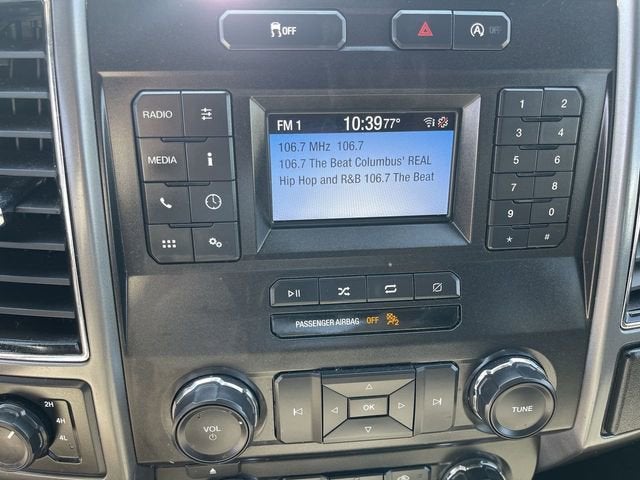 OFF
A OFF
FM 1 10:39 77°
106.7 MHz 106.7
106.7 The Beat Columbus' REAL
Hip Hop and R&B 106.7 The Beat
RADIO
MEDIA
i
1 2
3 4
5 6
7 8
9 0
* #
PASSENGER AIRBAG OFF 2
2H
4H
4L
VOL
OK
TUNE